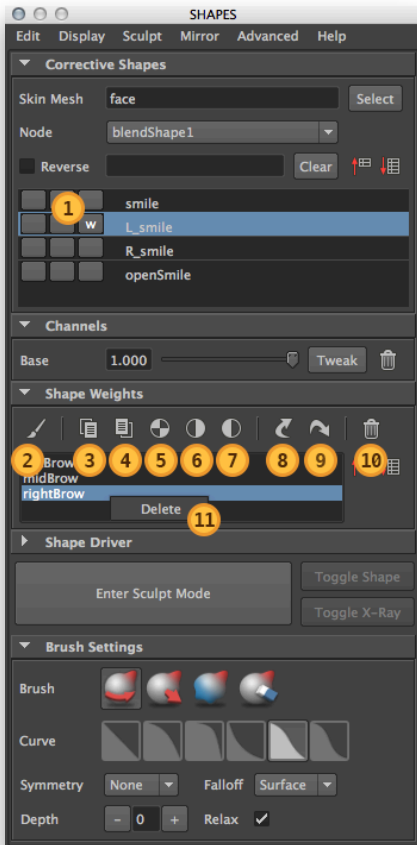 SHAPES
Edit Display Sculpt Mirror Advanced Help
Corrective Shapes
Skin Mesh face Select
Node blendShape1
Reverse Clear
1 smile
w L_smile
R_smile
openSmile
Channels
Base 1.000 Tweak
Shape Weights
2 3 4 5 6 7 8 9 10
midBrow
rightBrow
Delete 11
Shape Driver
Enter Sculpt Mode Toggle Shape
Toggle X-Ray
Brush Settings
Brush
Curve
Symmetry None Falloff Surface
Depth - 0 + Relax